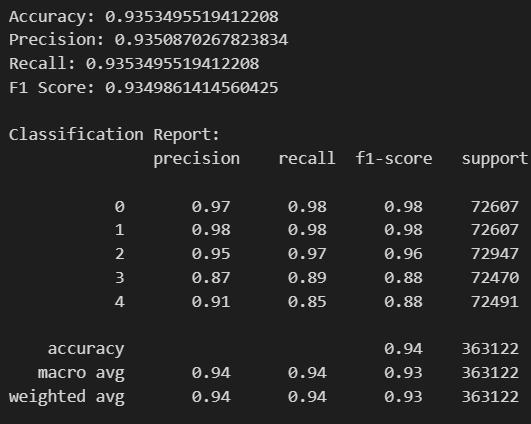 Accuracy: 0.9353495519412208
Precision: 0.9350870267823834
Recall: 0.9353495519412208
F1 Score: 0.9349861414560425
Classification Report:
precision recall f1-score support
0 0.97 0.98 0.98 72607
1 0.98 0.98 0.98 72607
2 0.95 0.97 0.96 72947
3 0.87 0.89 0.88 72470
4 0.91 0.85 0.88 72491
accuracy 0.94 363122
macro avg 0.94 0.94 0.93 363122
weighted avg 0.94 0.94 0.93 363122